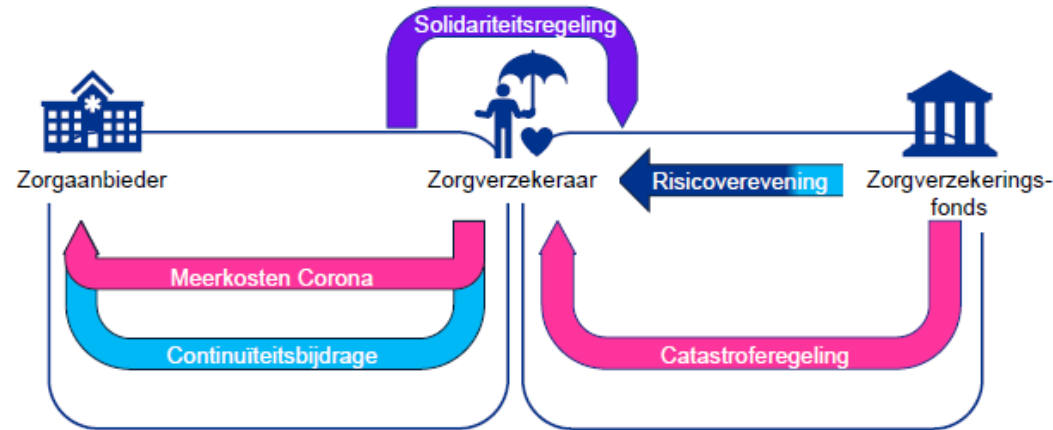 Solidariteitsregeling
Zorgaanbieder
Zorgverzekeraar
Risicoverevening
Zorgverzekerings-
fonds
Meerkosten Corona
Continuïteitsbijdrage
Catastroferegeling